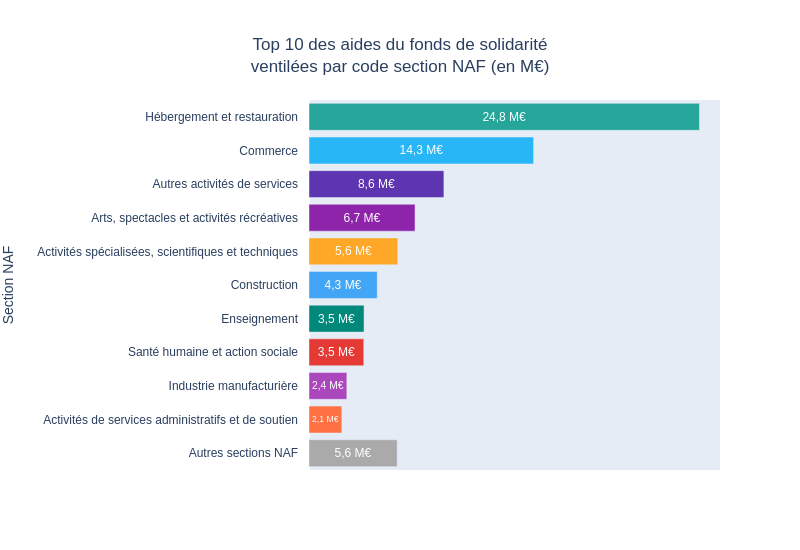 Top 10 des aides du fonds de solidarité
ventilées par code section NAF (en M€)
Section NAF
Hébergement et restauration 24,8 M€
Commerce 14,3 M€
Autres activités de services 8,6 M€
Arts, spectacles et activités récréatives 6,7 M€
Activités spécialisées, scientifiques et techniques 5,6 M€
Construction 4,3 M€
Enseignement 3,5 M€
Santé humaine et action sociale 3,5 M€
Industrie manufacturière 2,4 M€
Activités de services administratifs et de soutien 2,1 M€
Autres sections NAF 5,6 M€